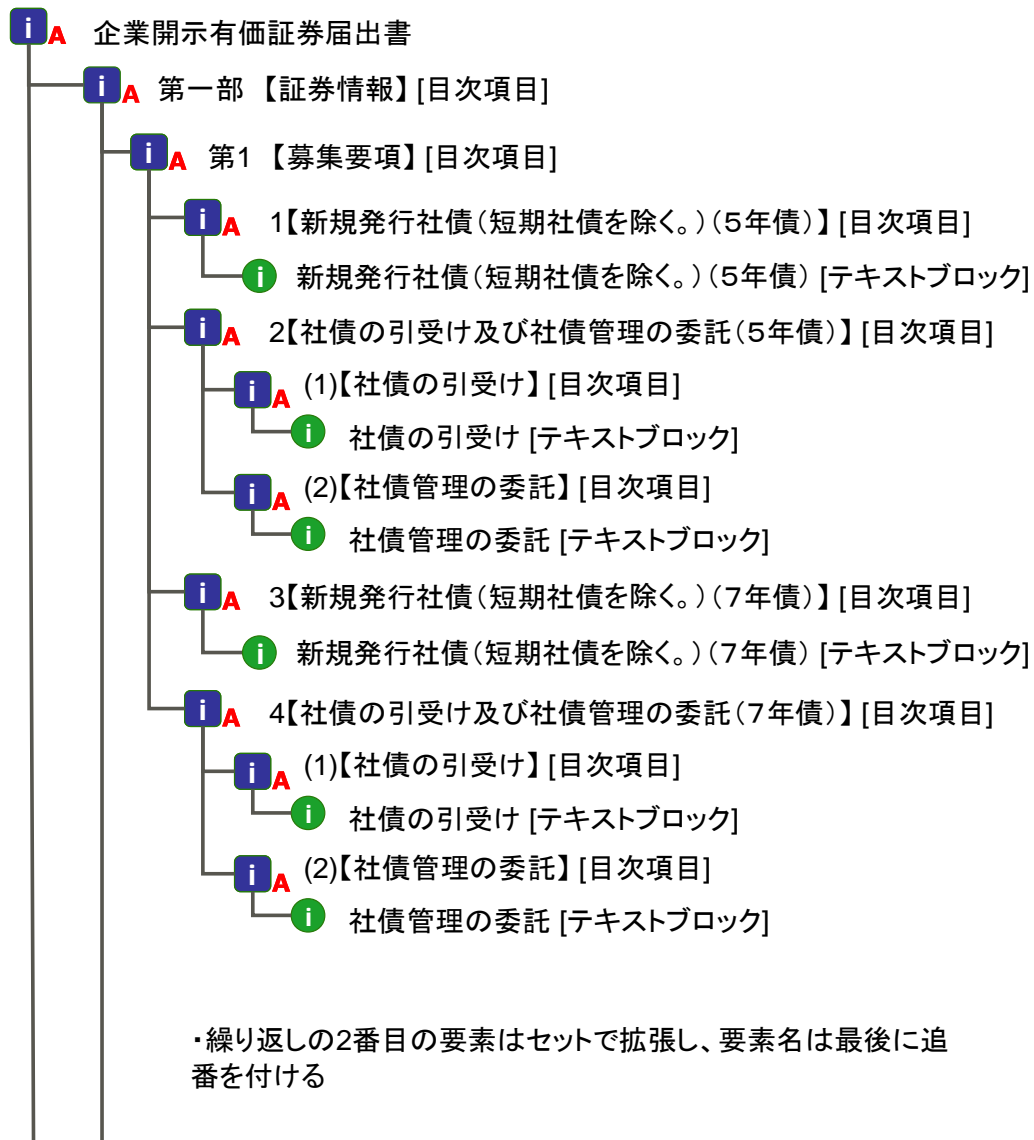 i A 企業開示有価証券届出書
i A 第一部 【証券情報】 [目次項目]
i A 第1 【募集要項】 [目次項目]
i A 1【新規発行社債(短期社債を除く。)(5年債)】 [目次項目]
i 新規発行社債(短期社債を除く。)(5年債) [テキストブロック]
i A 2【社債の引受け及び社債管理の委託(5年債)】 [目次項目]
i A (1)【社債の引受け】 [目次項目]
i 社債の引受け [テキストブロック]
i A (2)【社債管理の委託】 [目次項目]
i 社債管理の委託 [テキストブロック]
i A 3【新規発行社債(短期社債を除く。)(7年債)】 [目次項目]
i 新規発行社債(短期社債を除く。)(7年債) [テキストブロック]
i A 4【社債の引受け及び社債管理の委託(7年債)】 [目次項目]
i A (1)【社債の引受け】 [目次項目]
i 社債の引受け [テキストブロック]
i A (2)【社債管理の委託】 [目次項目]
i 社債管理の委託 [テキストブロック]
・繰り返しの2番目の要素はセットで拡張し、要素名は最後に追
番を付ける